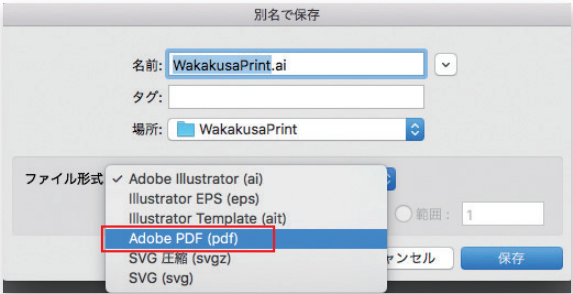 別名で保存
名前: WakakusaPrint.ai
タグ:
場所: WakakusaPrint
ファイル形式 ✓ Adobe Illustrator (ai)
Illustrator EPS (eps)
Illustrator Template (ait)
範囲: 1
Adobe PDF (pdf)
SVG 圧縮 (svgz)
ャンセル 保存
SVG (svg)